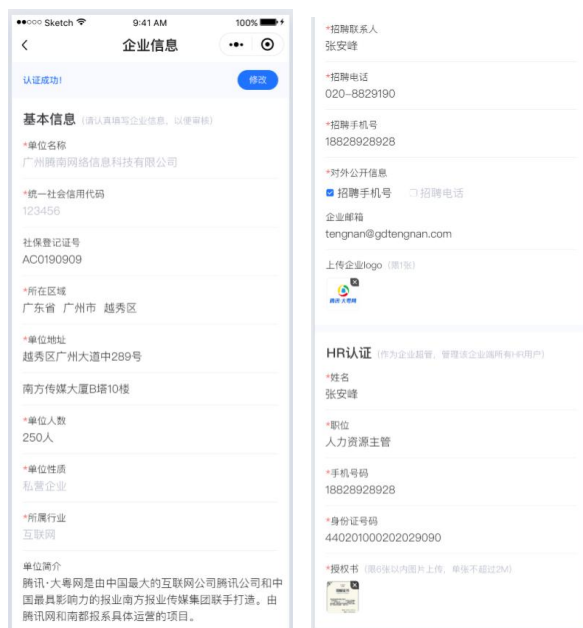 Sketch
9:41 AM
100%
企业信息
认证成功!
修改
基本信息 (请认真填写企业信息，以便审核)
*单位名称
广州腾南网络信息科技有限公司
*统一社会信用代码
123456
社保登记证号
AC0190909
*所在区域
广东省 广州市 越秀区
*单位地址
越秀区广州大道中289号
南方传媒大厦B塔10楼
*单位人数
250人
*单位性质
私营企业
*所属行业
互联网
单位简介
腾讯·大粤网是由中国最大的互联网公司腾讯公司和中
国最具影响力的报业南方报业传媒集团联手打造。由
腾讯网和南都报系具体运营的项目。
*招聘联系人
张安峰
*招聘电话
020-8829190
*招聘手机号
18828928928
*对外公开信息
招聘手机号 招聘电话
企业邮箱
tengnan@gdtengnan.com
上传企业logo (第1张)
腾讯·大粤网
HR认证 (作为企业超管，管理该企业端所有HR用户)
*姓名
张安峰
*职位
人力资源主管
*手机号码
18828928928
*身份证号码
440201000202029090
*授权书 (限6张以内图片上传，单张不超过2M)